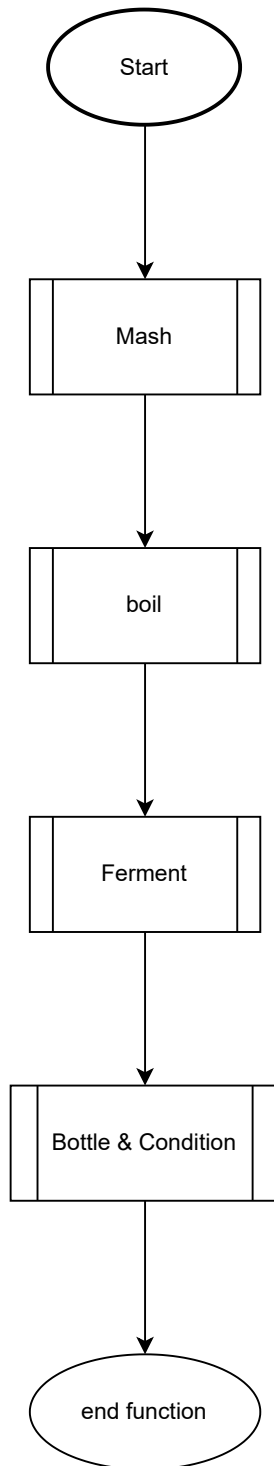 Start
Mash
boil
Ferment
Bottle & Condition
end function